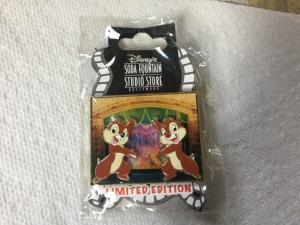 Disney's
SODA FOUNTAIN
AND
STUDIO STORE
HOLLYWOOD
LIMITED EDITION